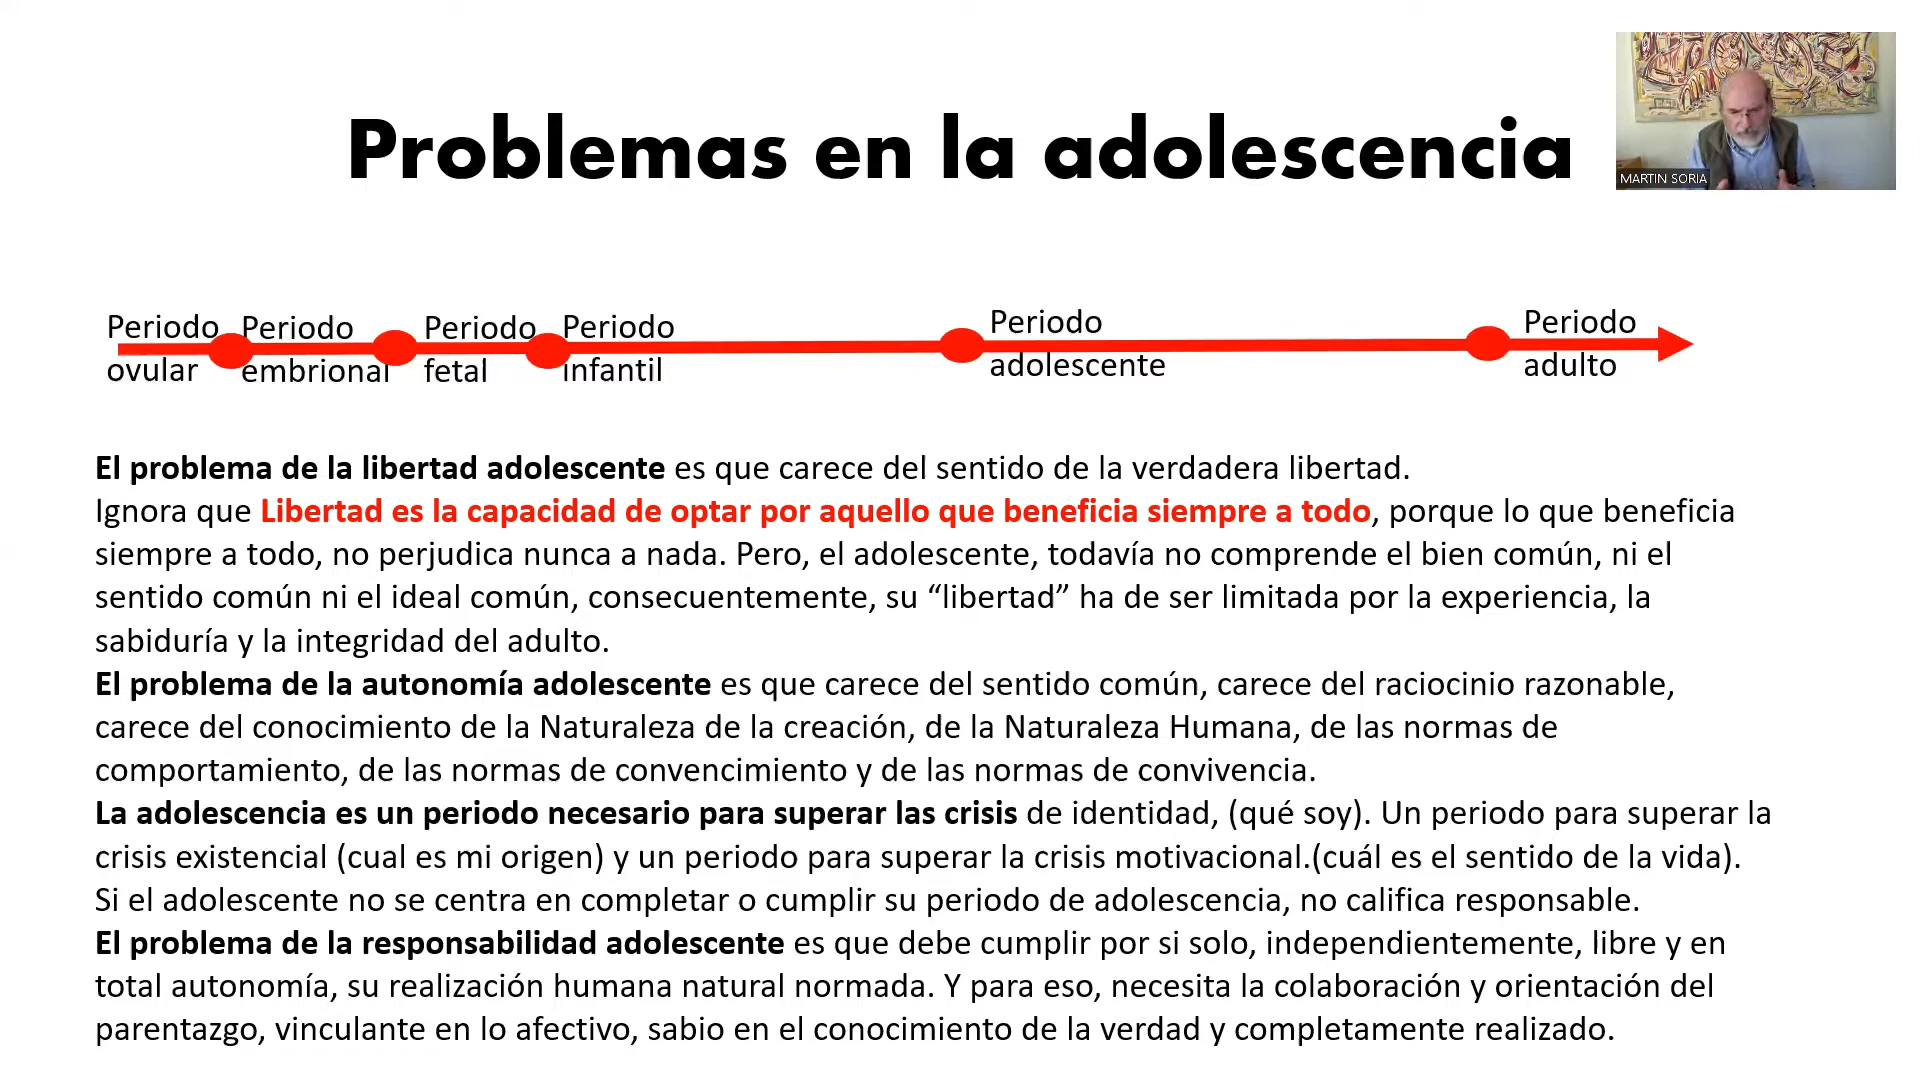 Problemas en la adolescencia
MARTIN SORIA
Periodo ovular
Periodo embrional
Periodo fetal
Periodo infantil
Periodo adolescente
Periodo adulto
El problema de la libertad adolescente es que carece del sentido de la verdadera libertad.
Ignora que Libertad es la capacidad de optar por aquello que beneficia siempre a todo, porque lo que beneficia
siempre a todo, no perjudica nunca a nada. Pero, el adolescente, todavía no comprende el bien común, ni el
sentido común ni el ideal común, consecuentemente, su “libertad” ha de ser limitada por la experiencia, la
sabiduría y la integridad del adulto.
El problema de la autonomía adolescente es que carece del sentido común, carece del raciocinio razonable,
carece del conocimiento de la Naturaleza de la creación, de la Naturaleza Humana, de las normas de
comportamiento, de las normas de convencimiento y de las normas de convivencia.
La adolescencia es un periodo necesario para superar las crisis de identidad, (qué soy). Un periodo para superar la
crisis existencial (cual es mi origen) y un periodo para superar la crisis motivacional.(cuál es el sentido de la vida).
Si el adolescente no se centra en completar o cumplir su periodo de adolescencia, no califica responsable.
El problema de la responsabilidad adolescente es que debe cumplir por si solo, independientemente, libre y en
total autonomía, su realización humana natural normada. Y para eso, necesita la colaboración y orientación del
parentazgo, vinculante en lo afectivo, sabio en el conocimiento de la verdad y completamente realizado.